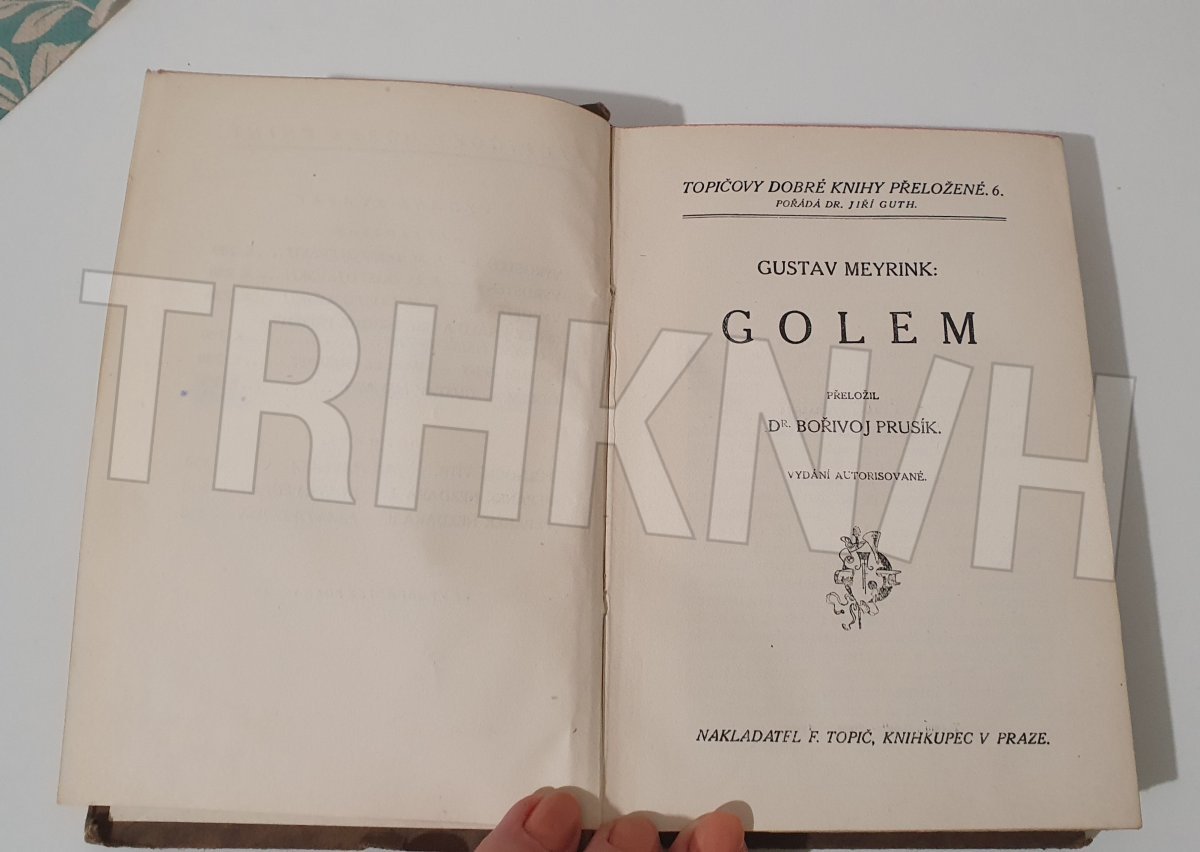 TOPIČOVY DOBRÉ KNIHY PŘELOŽENÉ. 6.
POŘÁDÁ DR. JIŘÍ GUTH.
GUSTAV MEYRINK:
GOLEM
PŘELOŽIL
DR. BOŘIVOJ PRUSÍK.
VYDÁNÍ AUTORISOVANÉ.
NAKLADATEL F. TOPIČ, KNIHKUPEC V PRAZE.
TRHKNIH